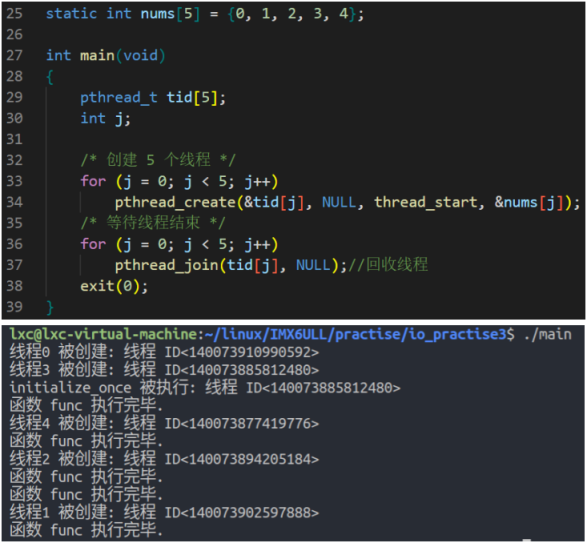 25 static int nums[5] = {0, 1, 2, 3, 4};
26
27 int main(void)
28 {
29     pthread_t tid[5];
30     int j;
31
32     /* 创建 5 个线程 */
33     for (j = 0; j < 5; j++)
34         pthread_create(&tid[j], NULL, thread_start, &nums[j]);
35     /* 等待线程结束 */
36     for (j = 0; j < 5; j++)
37         pthread_join(tid[j], NULL);//回收线程
38     exit(0);
39 }
lxc@lxc-virtual-machine:~/linux/IMX6ULL/practise/io_practise3$ ./main
线程0 被创建: 线程 ID<140073910990592>
线程3 被创建: 线程 ID<140073885812480>
initialize_once 被执行: 线程 ID<140073885812480>
函数 func 执行完毕.
线程4 被创建: 线程 ID<140073877419776>
函数 func 执行完毕.
线程2 被创建: 线程 ID<140073894205184>
函数 func 执行完毕.
函数 func 执行完毕.
线程1 被创建: 线程 ID<140073902597888>
函数 func 执行完毕.